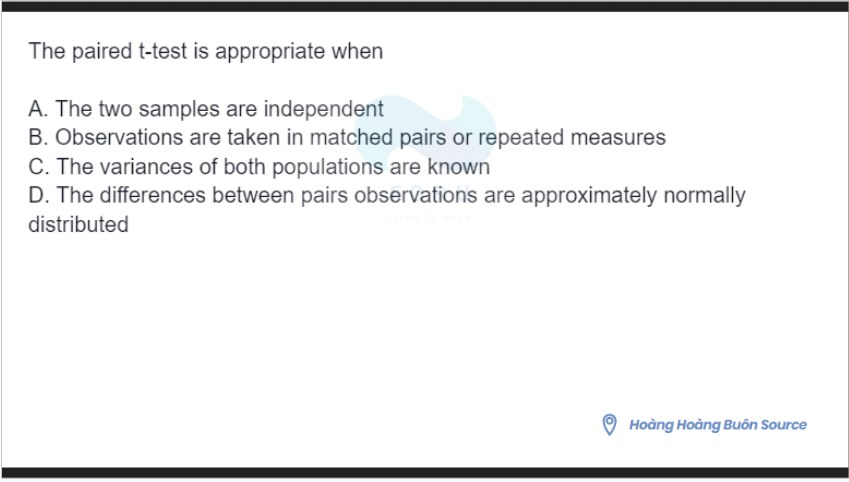 The paired t-test is appropriate when
A. The two samples are independent
B. Observations are taken in matched pairs or repeated measures
C. The variances of both populations are known
D. The differences between pairs observations are approximately normally
distributed
Hoàng Hoàng Buôn Source